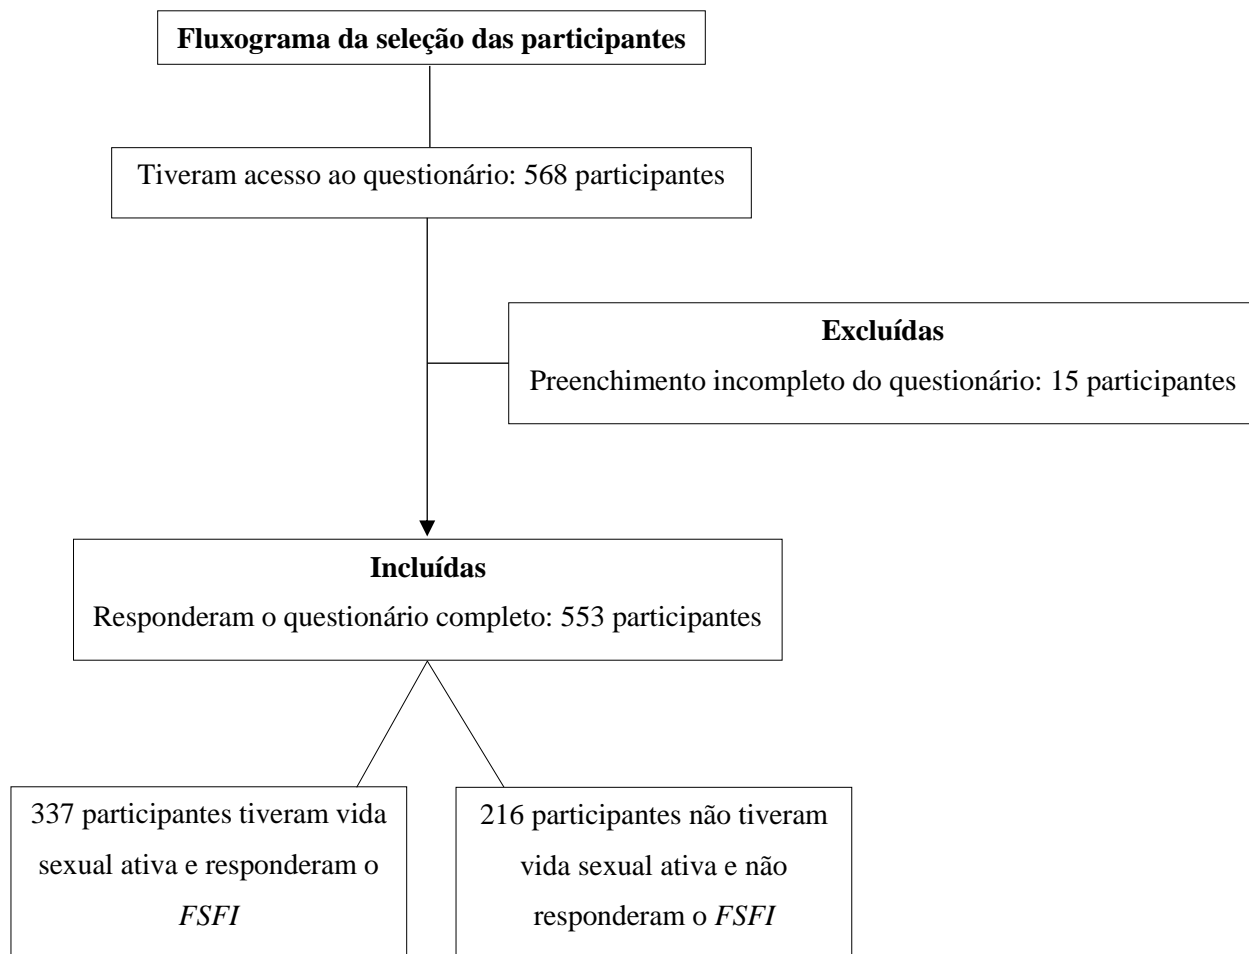 Fluxograma da seleção das participantes
Tiveram acesso ao questionário: 568 participantes
Excluídas
Preenchimento incompleto do questionário: 15 participantes
Incluídas
Responderam o questionário completo: 553 participantes
337 participantes tiveram vida
sexual ativa e responderam o
FSFI
216 participantes não tiveram
vida sexual ativa e não
responderam o FSFI